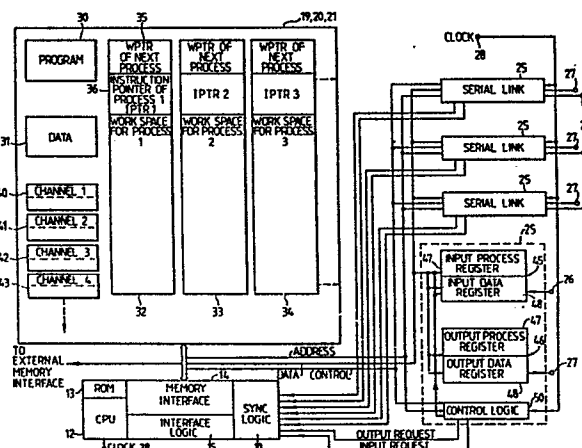 30
35
19,20,21
PROGRAM
WPTR OF NEXT PROCESS
WPTR OF NEXT PROCESS
WPTR OF NEXT PROCESS
36
INSTRUCTION POINTER OF PROCESS 1 IPTR 1
IPTR 2
IPTR 3
WORK SPACE FOR PROCESS 1
WORK SPACE FOR PROCESS 2
WORK SPACE FOR PROCESS 3
31
DATA
CHANNEL 1
41
CHANNEL 2
42
CHANNEL 3
43
CHANNEL 4
32
33
34
CLOCK
28
25
27
SERIAL LINK
25
27
SERIAL LINK
25
27
SERIAL LINK
25
47
INPUT PROCESS REGISTER
45
INPUT DATA REGISTER
26
48
47
OUTPUT PROCESS REGISTER
46
OUTPUT DATA REGISTER
27
48
50
CONTROL LOGIC
TO EXTERNAL MEMORY INTERFACE
ADDRESS
DATA
CONTROL
14
13
ROM
MEMORY INTERFACE
12
CPU
INTERFACE LOGIC
SYNC LOGIC
CLOCK 28
15
10
OUTPUT REQUEST
INPUT REQUEST